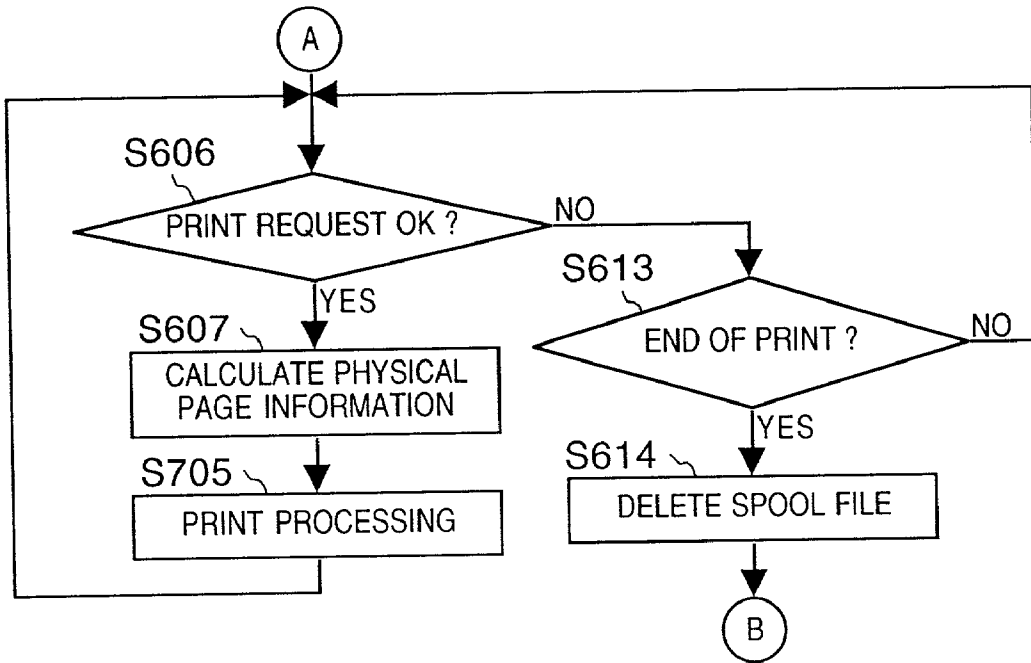 A
S606
PRINT REQUEST OK ?
NO
YES
S607
CALCULATE PHYSICAL
PAGE INFORMATION
S705
PRINT PROCESSING
S613
END OF PRINT ?
NO
YES
S614
DELETE SPOOL FILE
B